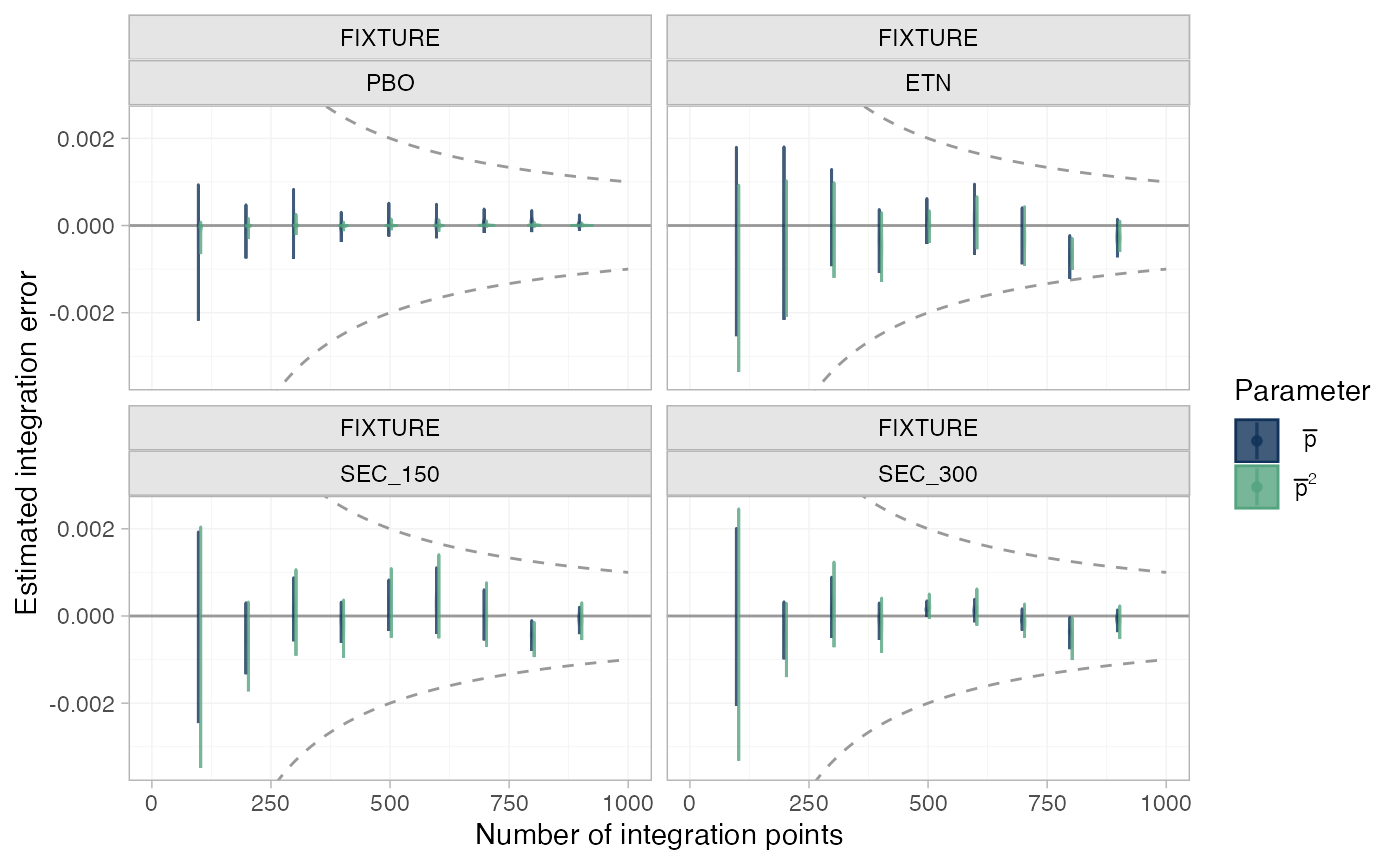 FIXTURE
FIXTURE
PBO
ETN
0.002
0.000
-0.002
FIXTURE
FIXTURE
SEC_150
SEC_300
0.002
0.000
-0.002
0
250
500
750
1000
0
250
500
750
1000
Number of integration points
Estimated integration error
Parameter
p̅
p̅²